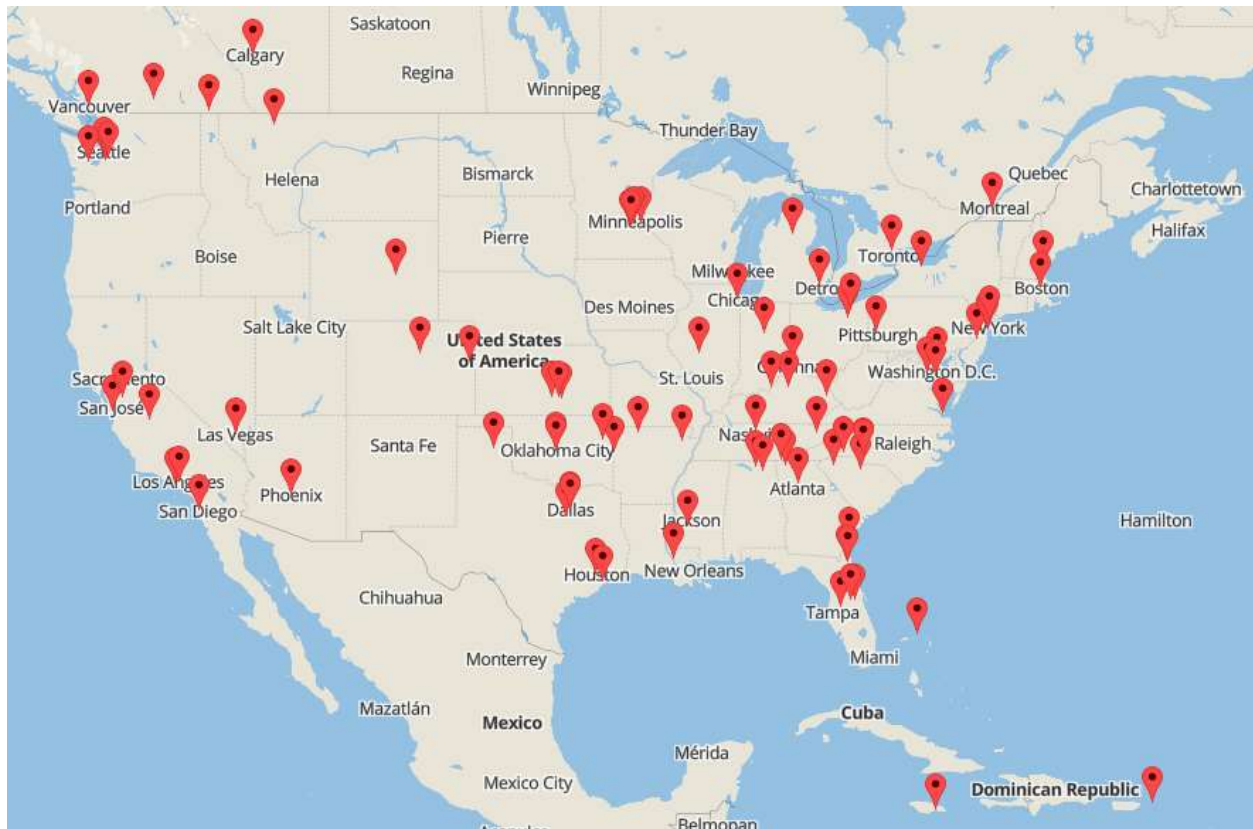 Saskatoon
Calgary
Regina
Winnipeg
Vancouver
Thunder Bay
Seattle
Quebec
Helena
Bismarck
Charlottetown
Montreal
Portland
Minneapolis
Halifax
Pierre
Boise
Toronto
Milwaukee
Detroit
Boston
Chicago
Des Moines
Salt Lake City
New York
Pittsburgh
United States
of America
Cincinnati
Washington D.C.
Sacramento
St. Louis
San José
Las Vegas
Nashville
Santa Fe
Oklahoma City
Raleigh
Los Angeles
Atlanta
Phoenix
San Diego
Dallas
Jackson
Hamilton
Houston
New Orleans
Chihuahua
Tampa
Miami
Monterrey
Mazatlán
Cuba
Mexico
Mérida
Mexico City
Dominican Republic
Belmopan